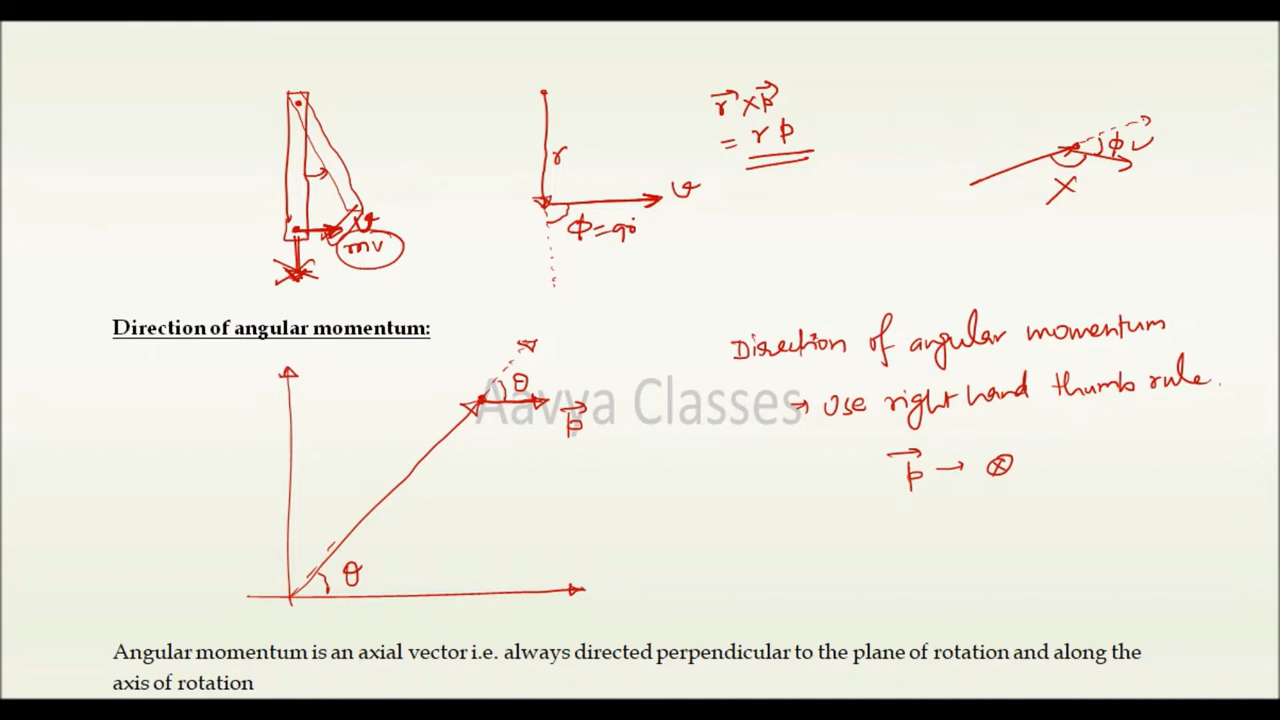 r × p
= r p
r
v
ϕ = 90°
v
mv
ϕ
X
Direction of angular momentum:
Direction of angular momentum
→ Use right hand thumb rule.
p → ⊗
θ
p
θ
Aavya Classes
Angular momentum is an axial vector i.e. always directed perpendicular to the plane of rotation and along the
axis of rotation